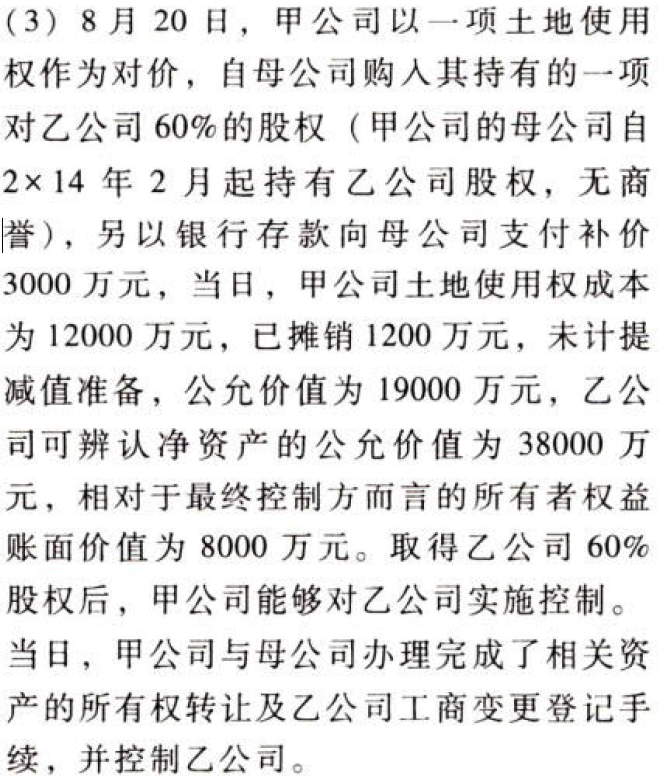 (3) 8月20日，甲公司以一项土地使用
权作为对价，自母公司购入其持有的一项
对乙公司60%的股权（甲公司的母公司自
2×14年2月起持有乙公司股权，无商
誉），另以银行存款向母公司支付补价
3000万元，当日，甲公司土地使用权成本
为12000万元，已摊销1200万元，未计提
减值准备，公允价值为19000万元，乙公
司可辨认净资产的公允价值为38000万
元，相对于最终控制方而言的所有者权益
账面价值为8000万元。取得乙公司60%
股权后，甲公司能够对乙公司实施控制。
当日，甲公司与母公司办理完成了相关资
产的所有权转让及乙公司工商变更登记手
续，并控制乙公司。